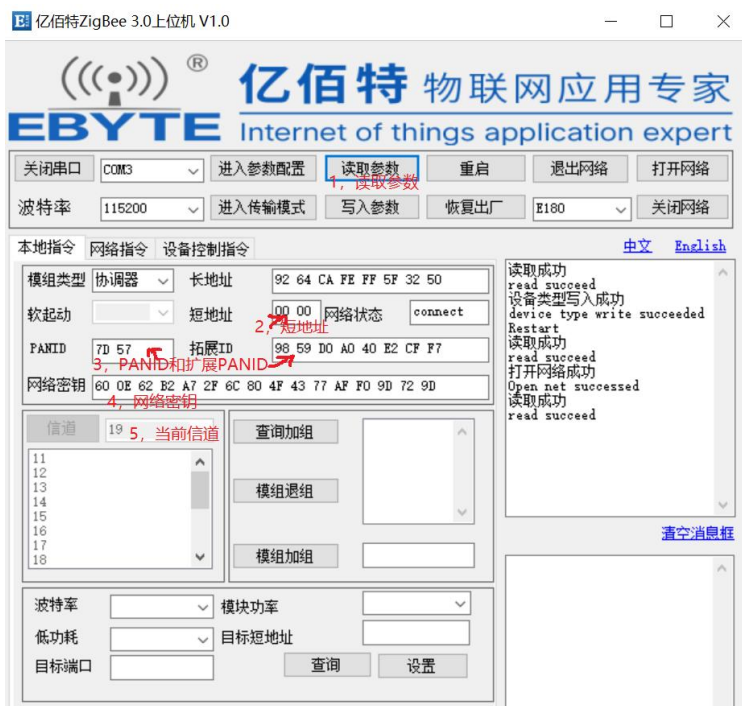 亿佰特ZigBee 3.0上位机 V1.0
®
亿佰特 物联网应用专家
EBYTE Internet of things application expert
关闭串口 COM3 进入参数配置 读取参数 重启 退出网络 打开网络
1，读取参数
波特率 115200 进入传输模式 写入参数 恢复出厂 E180 关闭网络
本地指令 网络指令 设备控制指令 中文 English
模组类型 协调器 长地址 92 64 CA FE FF 5F 32 50
软起动 短地址 00 00 网络状态 connect
2，短地址
PANID 7D 57 拓展ID 98 59 D0 A0 40 E2 CF F7
3，PANID和扩展PANID
网络密钥 60 0E 62 B2 A7 2F 6C 80 4F 43 77 AF F0 9D 72 9D
4，网络密钥
信道 19
5，当前信道
11
12
13
14
15
16
17
18
查询加组
模组退组
模组加组
波特率 模块功率
低功耗 目标短地址
目标端口 查询 设置
读取成功
read succeed
设备类型写入成功
device type write succeeded
Restart
读取成功
read succeed
打开网络成功
Open net successed
读取成功
read succeed
清空消息框